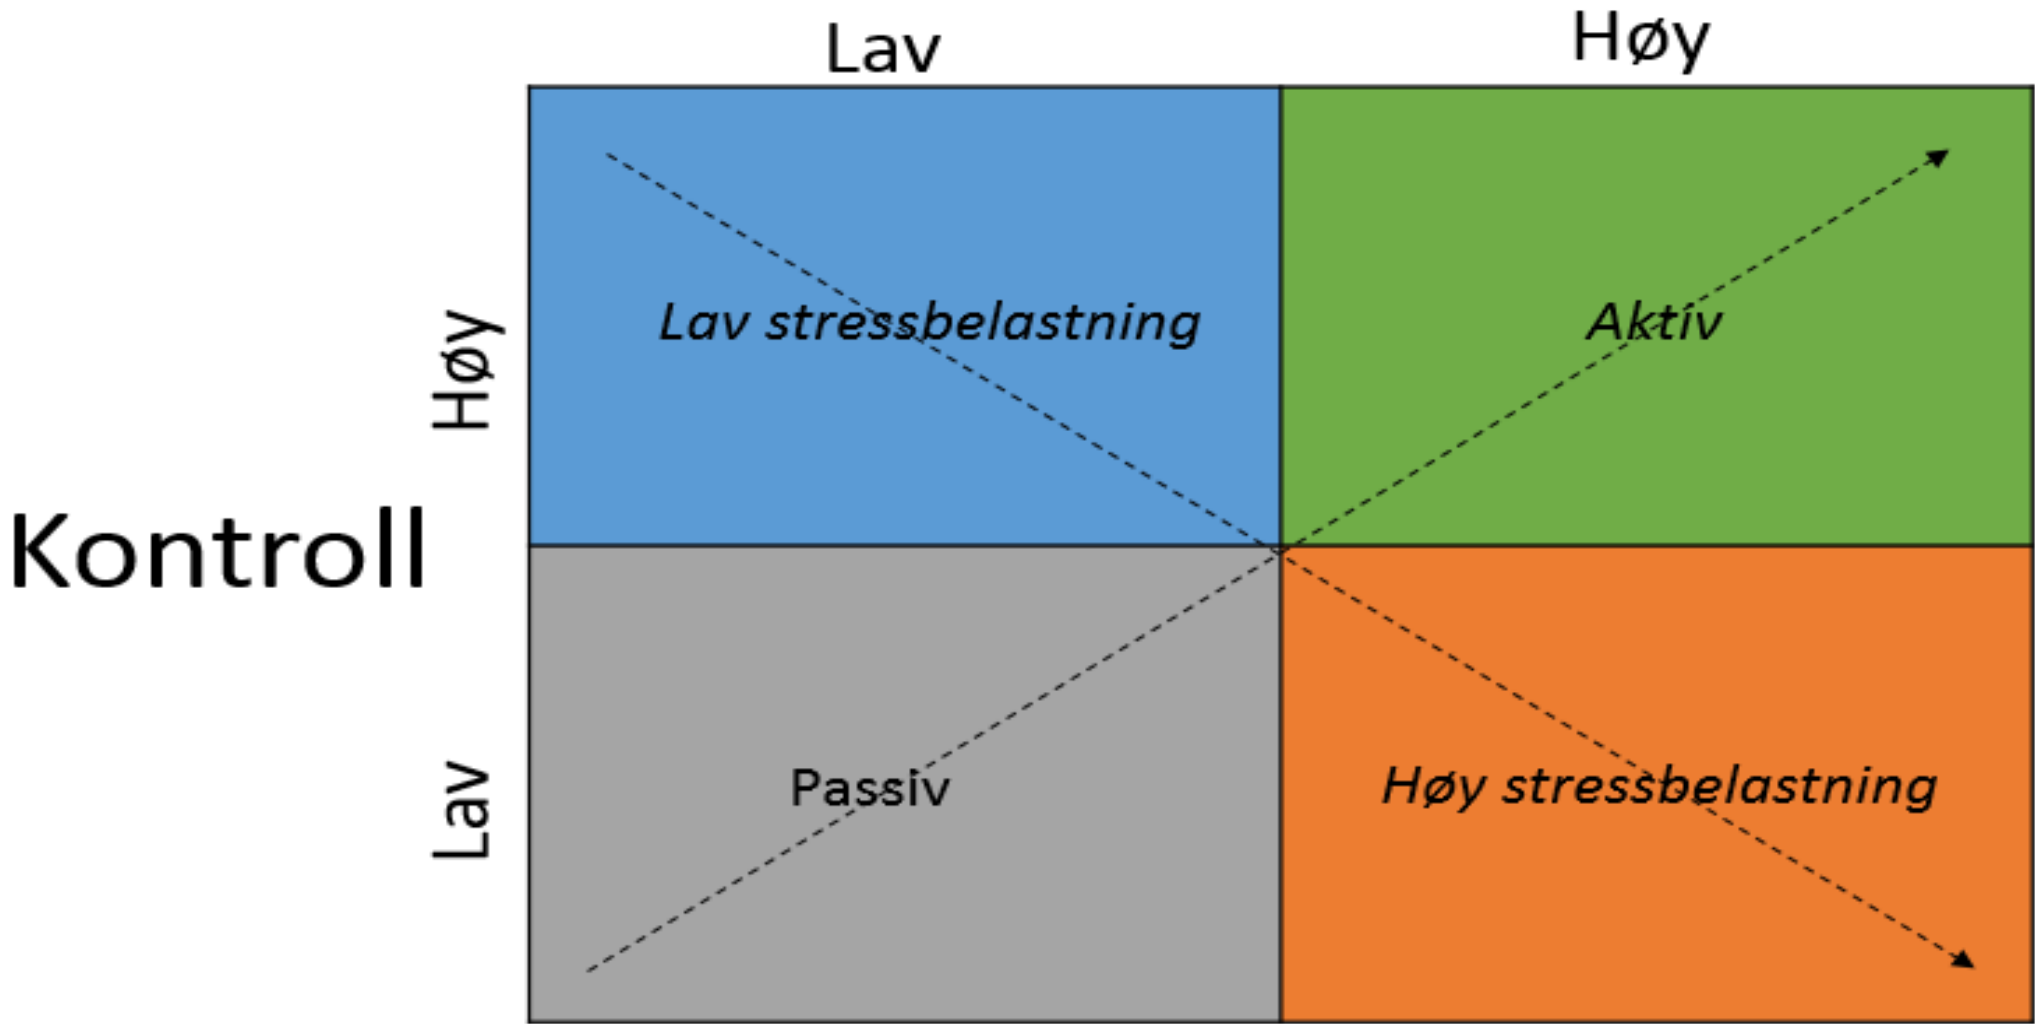 Lav Høy
Høy
Lav stressbelastning Aktiv
Kontroll
Lav
Passiv Høy stressbelastning